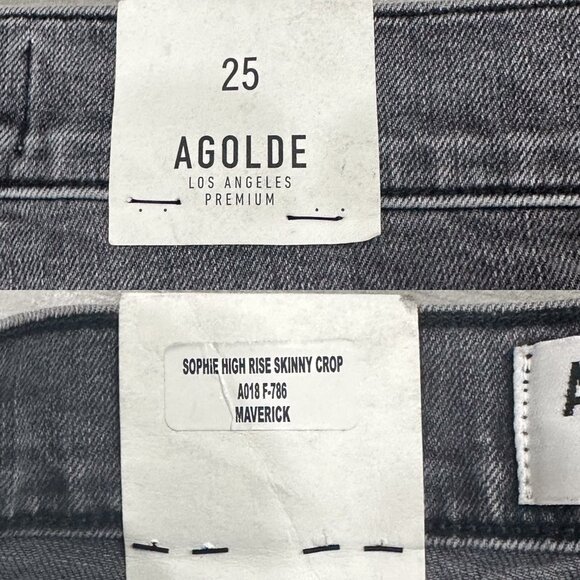 25
AGOLDE
LOS ANGELES
PREMIUM
SOPHIE HIGH RISE SKINNY CROP
A018 F-786
MAVERICK
A